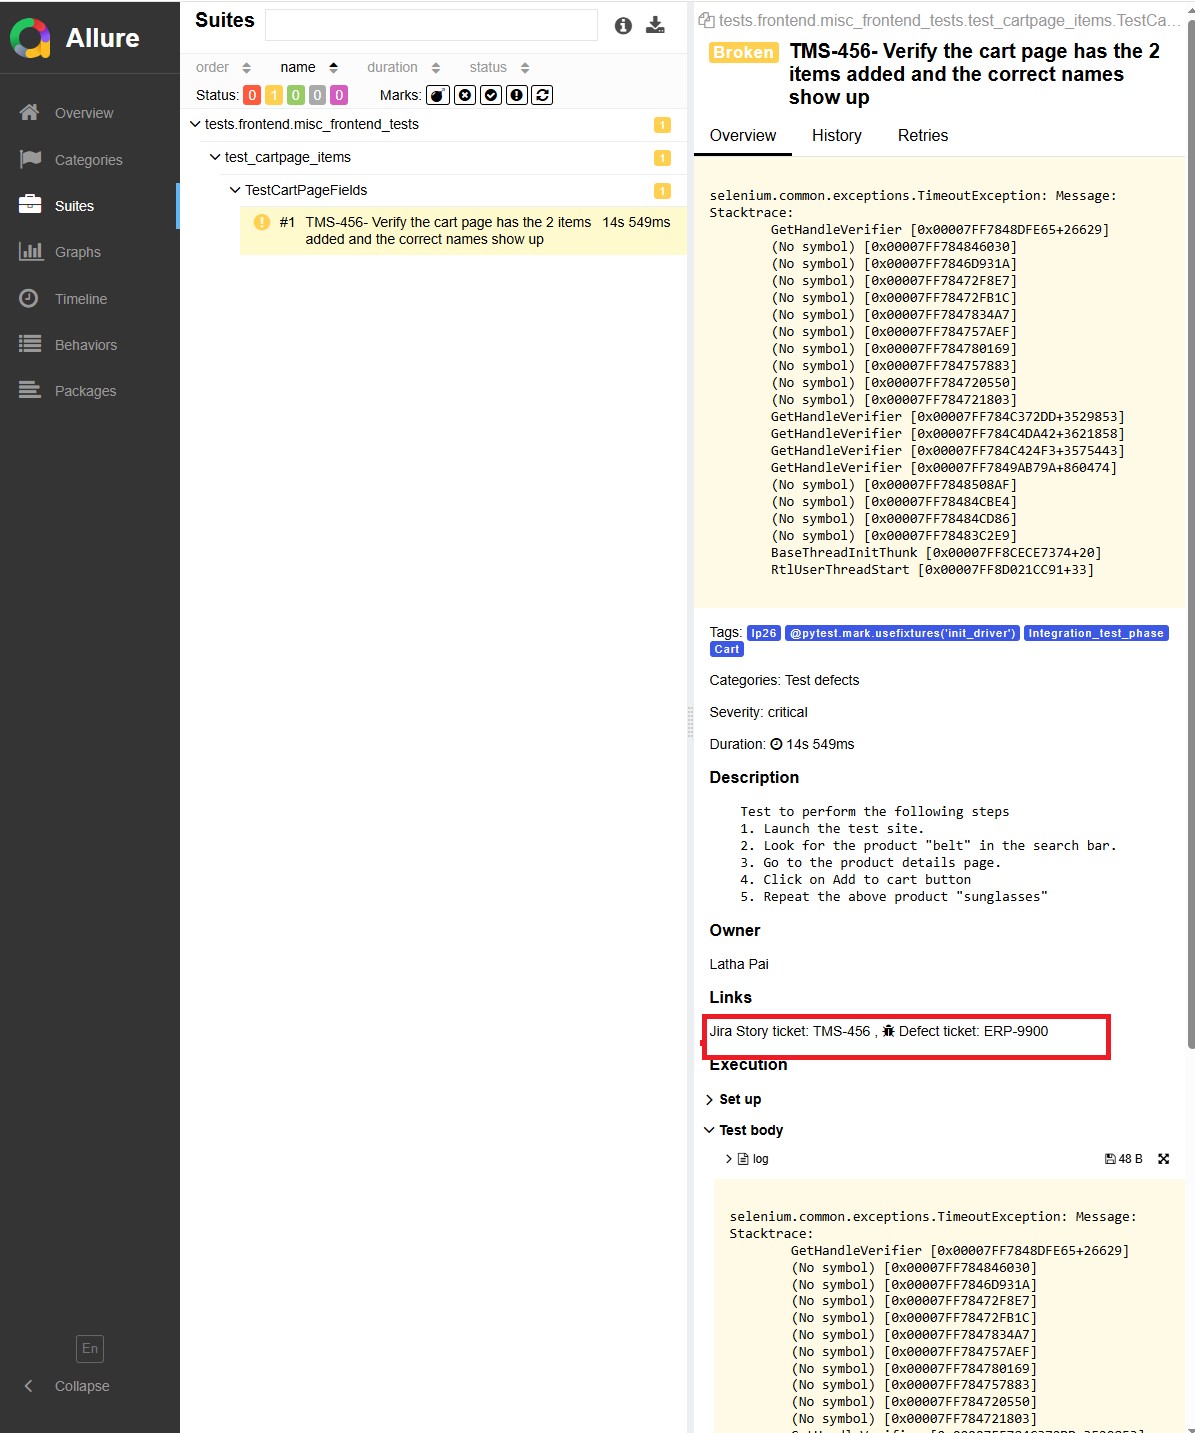 Allure
Overview
Categories
Suites
Graphs
Timeline
Behaviors
Packages
En
Collapse
Suites
order name duration status
Status: 0 1 0 0 0 Marks:
tests.frontend.misc_frontend_tests 1
test_cartpage_items 1
TestCartPageFields 1
#1 TMS-456- Verify the cart page has the 2 items 14s 549ms
added and the correct names show up
tests.frontend.misc_frontend_tests.test_cartpage_items.TestCa...
Broken TMS-456- Verify the cart page has the 2
items added and the correct names
show up
Overview History Retries
selenium.common.exceptions.TimeoutException: Message:
Stacktrace:
GetHandleVerifier [0x00007FF7848DFE65+26629]
(No symbol) [0x00007FF784846030]
(No symbol) [0x00007FF7846D931A]
(No symbol) [0x00007FF78472F8E7]
(No symbol) [0x00007FF78472FB1C]
(No symbol) [0x00007FF7847834A7]
(No symbol) [0x00007FF784757AEF]
(No symbol) [0x00007FF784780169]
(No symbol) [0x00007FF784757883]
(No symbol) [0x00007FF784720550]
(No symbol) [0x00007FF784721803]
GetHandleVerifier [0x00007FF784C372DD+3529853]
GetHandleVerifier [0x00007FF784C4DA42+3621858]
GetHandleVerifier [0x00007FF784C424F3+3575443]
GetHandleVerifier [0x00007FF7849AB79A+860474]
(No symbol) [0x00007FF7848508AF]
(No symbol) [0x00007FF78484CBE4]
(No symbol) [0x00007FF78484CD86]
(No symbol) [0x00007FF78483C2E9]
BaseThreadInitThunk [0x00007FF8CECE7374+20]
RtlUserThreadStart [0x00007FF8D021CC91+33]
Tags: lp26 @pytest.mark.usefixtures('init_driver') Integration_test_phase
Cart
Categories: Test defects
Severity: critical
Duration: 14s 549ms
Description
Test to perform the following steps
1. Launch the test site.
2. Look for the product "belt" in the search bar.
3. Go to the product details page.
4. Click on Add to cart button
5. Repeat the above product "sunglasses"
Owner
Latha Pai
Links
Jira Story ticket: TMS-456 , Defect ticket: ERP-9900
Execution
Set up
Test body
log 48 B
selenium.common.exceptions.TimeoutException: Message:
Stacktrace:
GetHandleVerifier [0x00007FF7848DFE65+26629]
(No symbol) [0x00007FF784846030]
(No symbol) [0x00007FF7846D931A]
(No symbol) [0x00007FF78472F8E7]
(No symbol) [0x00007FF78472FB1C]
(No symbol) [0x00007FF7847834A7]
(No symbol) [0x00007FF784757AEF]
(No symbol) [0x00007FF784780169]
(No symbol) [0x00007FF784757883]
(No symbol) [0x00007FF784720550]
(No symbol) [0x00007FF784721803]